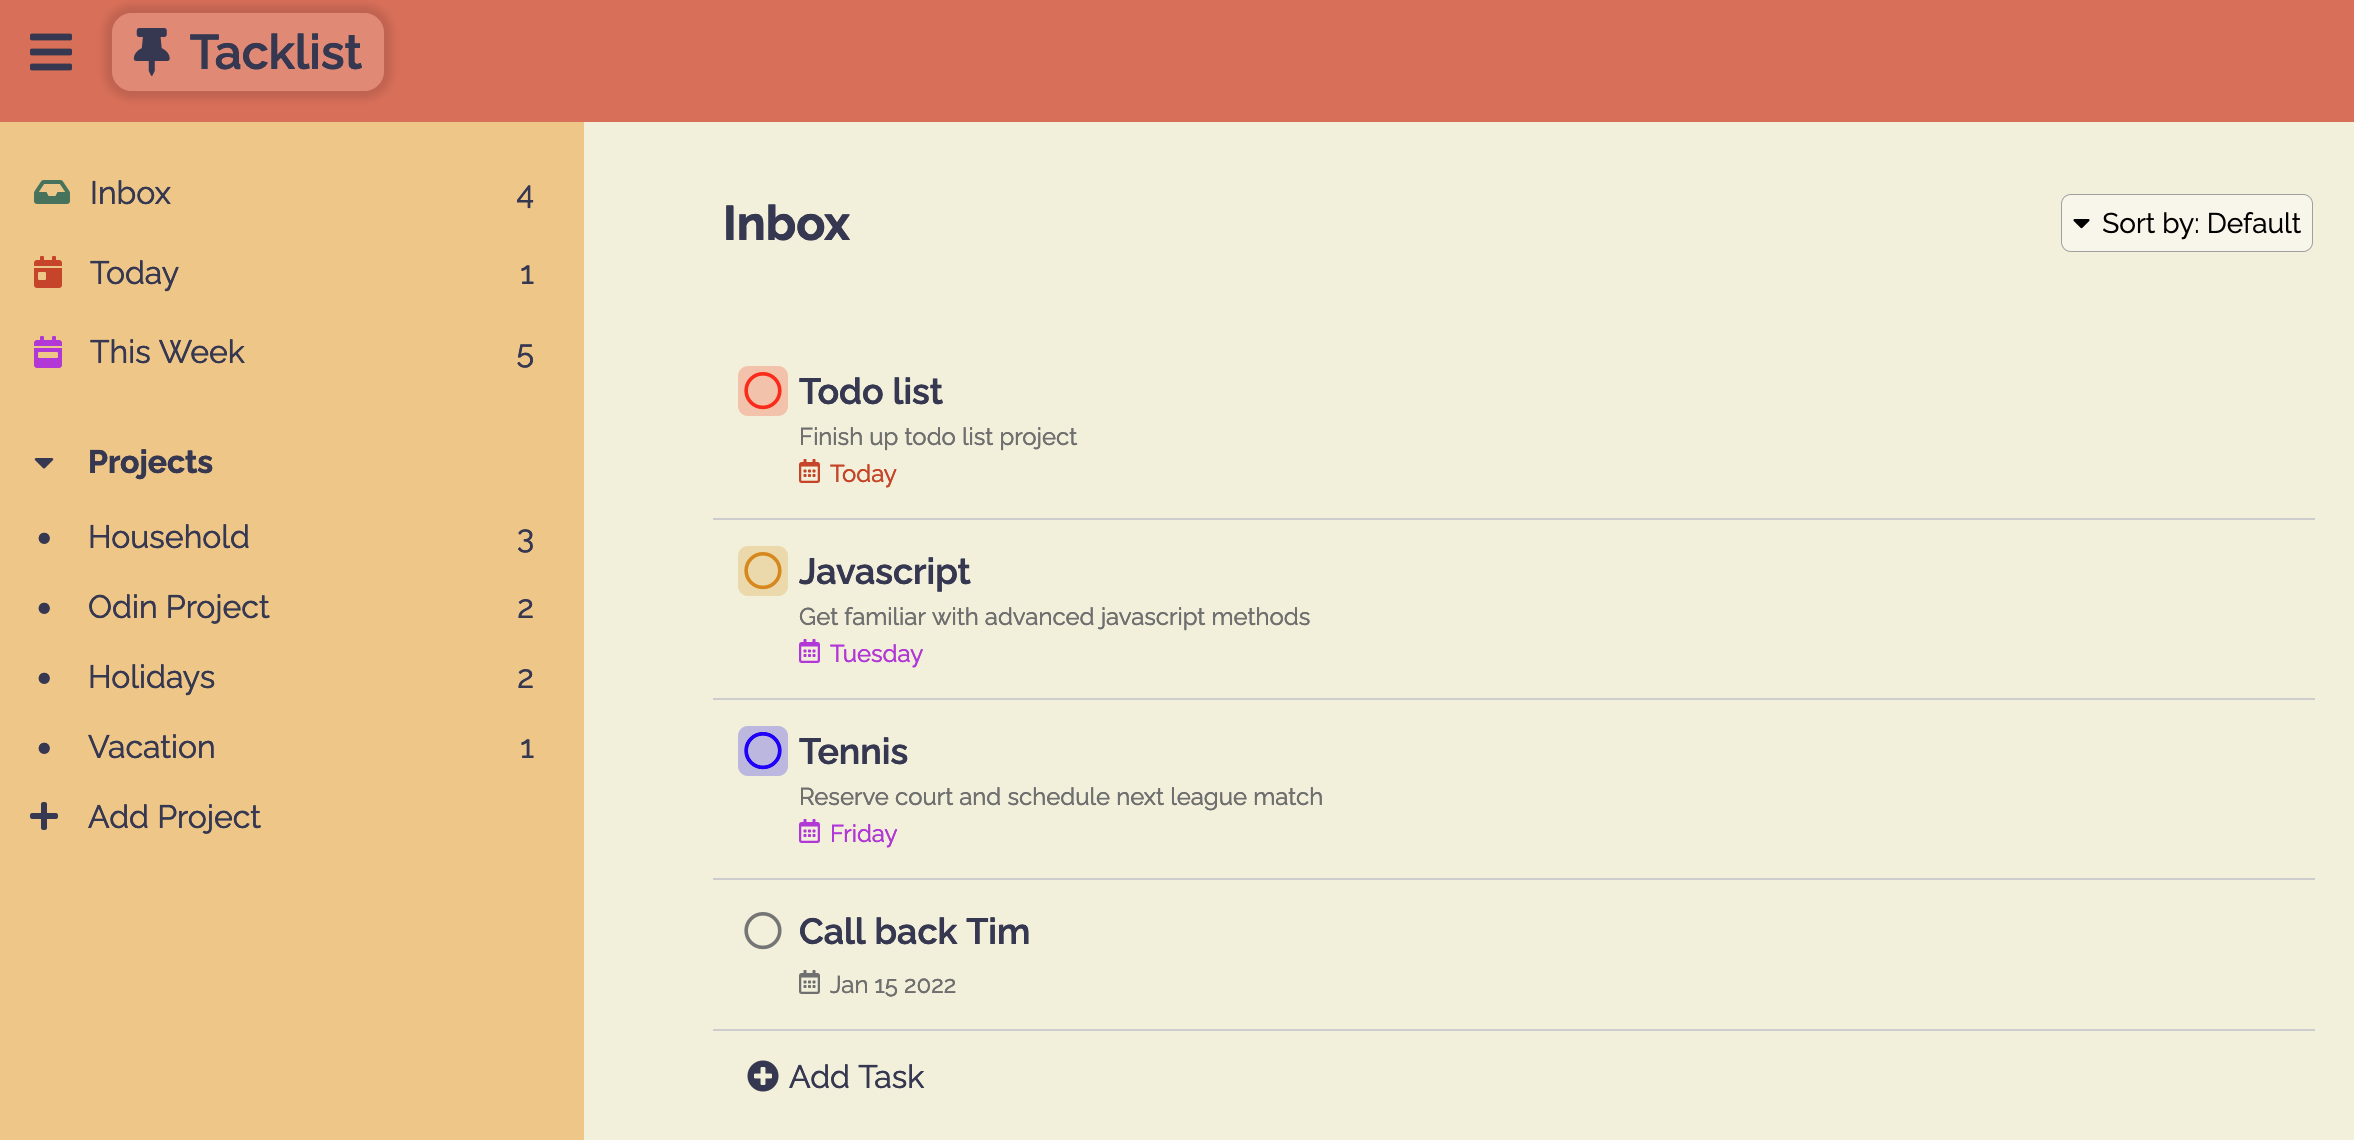 Tacklist
Inbox 4
Today 1
This Week 5
Projects
Household 3
Odin Project 2
Holidays 2
Vacation 1
Add Project
Inbox
Sort by: Default
Todo list
Finish up todo list project
Today
Javascript
Get familiar with advanced javascript methods
Tuesday
Tennis
Reserve court and schedule next league match
Friday
Call back Tim
Jan 15 2022
Add Task